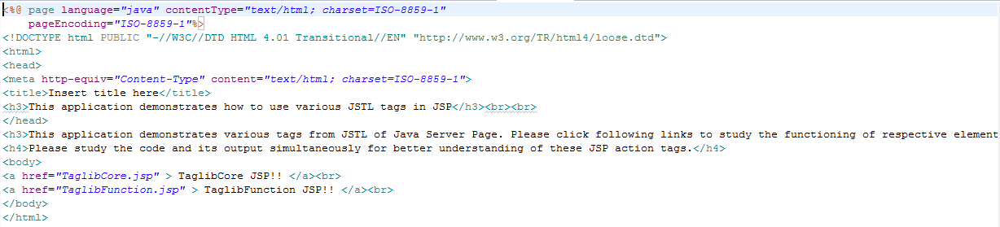 <%@ page language="java" contentType="text/html; charset=ISO-8859-1"
    pageEncoding="ISO-8859-1"%>
<!DOCTYPE html PUBLIC "-//W3C//DTD HTML 4.01 Transitional//EN" "http://www.w3.org/TR/html4/loose.dtd">
<html>
<head>
<meta http-equiv="Content-Type" content="text/html; charset=ISO-8859-1">
<title>Insert title here</title>
<h3>This application demonstrates how to use various JSTL tags in JSP</h3><br><br>
</head>
<h3>This application demonstrates various tags from JSTL of Java Server Page. Please click following links to study the functioning of respective element
<h4>Please study the code and its output simultaneously for better understanding of these JSP action tags.</h4>
<body>
<a href="TaglibCore.jsp" > TaglibCore JSP!! </a><br>
<a href="TaglibFunction.jsp" > TaglibFunction JSP!! </a><br>
</body>
</html>